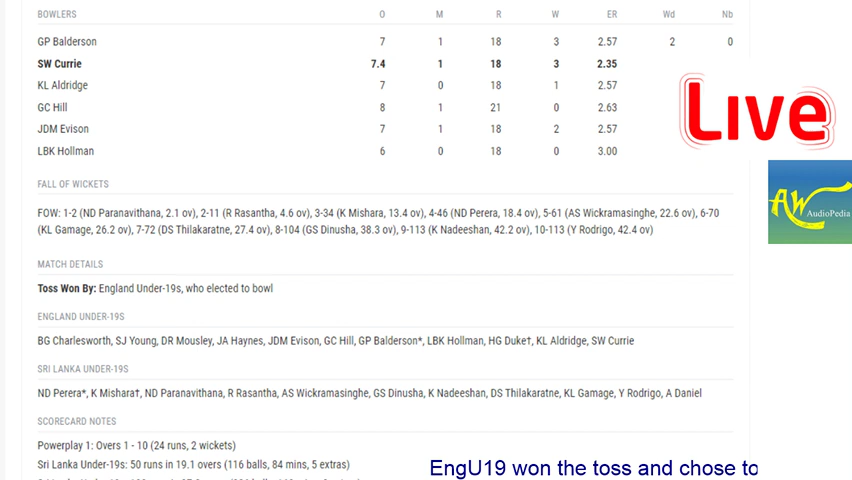 BOWLERS O M R W ER Wd Nb
GP Balderson 7 1 18 3 2.57 2 0
SW Currie 7.4 1 18 3 2.35
KL Aldridge 7 0 18 1 2.57
GC Hill 8 1 21 0 2.63
JDM Evison 7 1 18 2 2.57
LBK Hollman 6 0 18 0 3.00
Live
AW AudioPedia
FALL OF WICKETS
FOW: 1-2 (ND Paranavithana, 2.1 ov), 2-11 (R Rasantha, 4.6 ov), 3-34 (K Mishara, 13.4 ov), 4-46 (ND Perera, 18.4 ov), 5-61 (AS Wickramasinghe, 22.6 ov), 6-70
(KL Gamage, 26.2 ov), 7-72 (DS Thilakaratne, 27.4 ov), 8-104 (GS Dinusha, 38.3 ov), 9-113 (K Nadeeshan, 42.2 ov), 10-113 (Y Rodrigo, 42.4 ov)
MATCH DETAILS
Toss Won By: England Under-19s, who elected to bowl
ENGLAND UNDER-19S
BG Charlesworth, SJ Young, DR Mousley, JA Haynes, JDM Evison, GC Hill, GP Balderson*, LBK Hollman, HG Duke†, KL Aldridge, SW Currie
SRI LANKA UNDER-19S
ND Perera*, K Mishara†, ND Paranavithana, R Rasantha, AS Wickramasinghe, GS Dinusha, K Nadeeshan, DS Thilakaratne, KL Gamage, Y Rodrigo, A Daniel
SCORECARD NOTES
Powerplay 1: Overs 1 - 10 (24 runs, 2 wickets)
Sri Lanka Under-19s: 50 runs in 19.1 overs (116 balls, 84 mins, 5 extras)
EngU19 won the toss and chose to